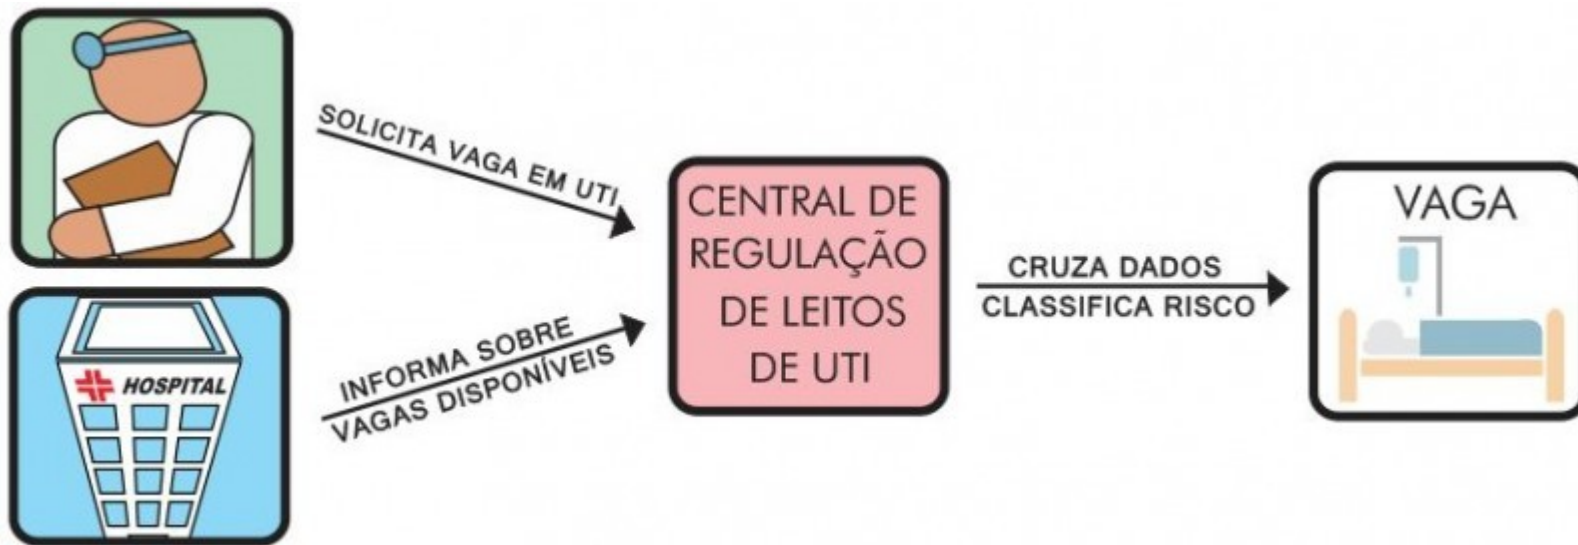 SOLICITA VAGA EM UTI
HOSPITAL
INFORMA SOBRE
VAGAS DISPONÍVEIS
CENTRAL DE
REGULAÇÃO
DE LEITOS
DE UTI
CRUZA DADOS
CLASSIFICA RISCO
VAGA